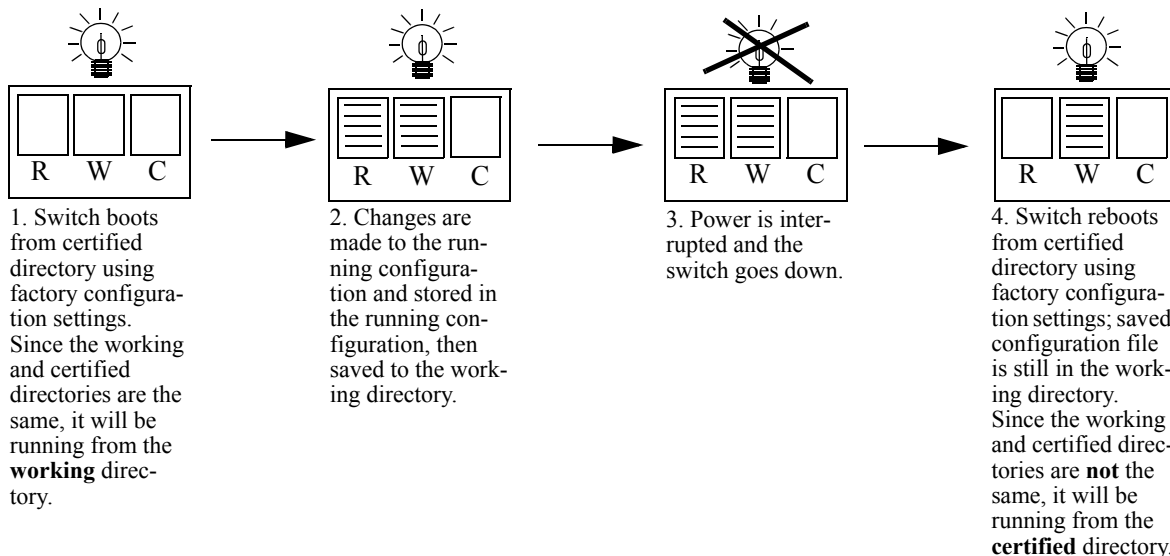 R W C
R W C
R W C
R W C
1. Switch boots
from certified
directory using
factory configura-
tion settings.
Since the working
and certified
directories are the
same, it will be
running from the
working direc-
tory.
2. Changes are
made to the run-
ning configura-
tion and stored in
the running con-
figuration, then
saved to the work-
ing directory.
3. Power is inter-
rupted and the
switch goes down.
4. Switch reboots
from certified
directory using
factory configura-
tion settings; saved
configuration file
is still in the work-
ing directory.
Since the working
and certified direc-
tories are not the
same, it will be
running from the
certified directory.